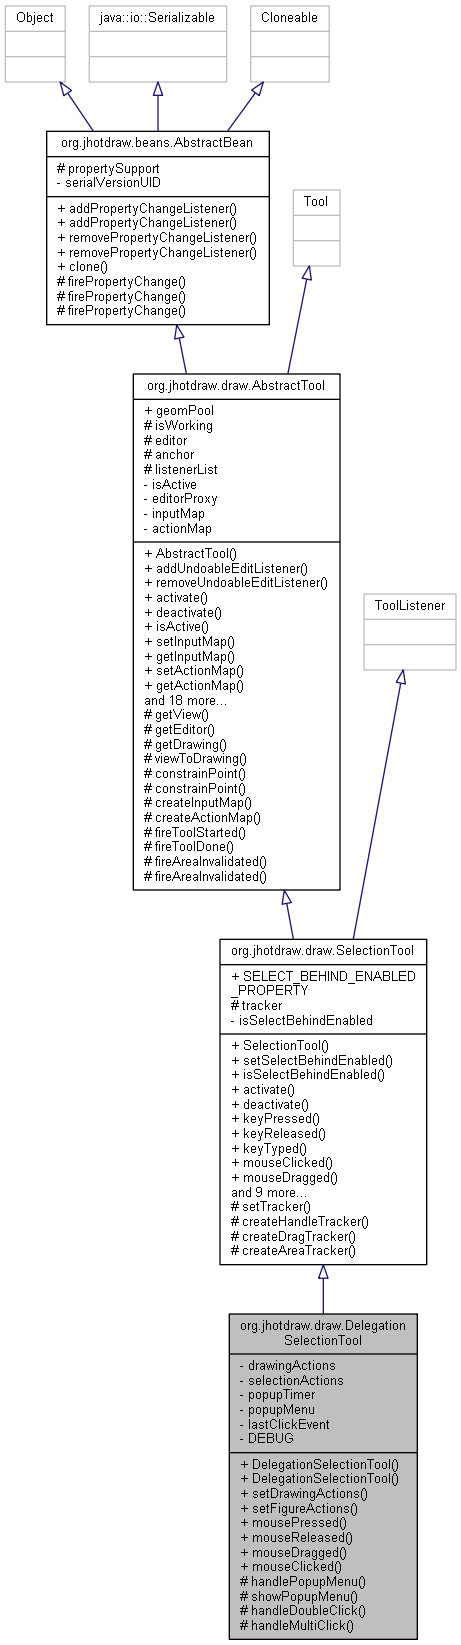 Object
java::io::Serializable
Cloneable
org.jhotdraw.beans.AbstractBean
# propertySupport
- serialVersionUID
+ addPropertyChangeListener()
+ addPropertyChangeListener()
+ removePropertyChangeListener()
+ removePropertyChangeListener()
+ clone()
# firePropertyChange()
# firePropertyChange()
# firePropertyChange()
Tool
org.jhotdraw.draw.AbstractTool
+ geomPool
# isWorking
# editor
# anchor
# listenerList
- isActive
- editorProxy
- inputMap
- actionMap
+ AbstractTool()
+ addUndoableEditListener()
+ removeUndoableEditListener()
+ activate()
+ deactivate()
+ isActive()
+ setInputMap()
+ getInputMap()
+ setActionMap()
+ getActionMap()
and 18 more...
# getView()
# getEditor()
# getDrawing()
# viewToDrawing()
# constrainPoint()
# constrainPoint()
# createInputMap()
# createActionMap()
# fireToolStarted()
# fireToolDone()
# fireAreaInvalidated()
# fireAreaInvalidated()
ToolListener
org.jhotdraw.draw.SelectionTool
+ SELECT_BEHIND_ENABLED
_PROPERTY
# tracker
- isSelectBehindEnabled
+ SelectionTool()
+ setSelectBehindEnabled()
+ isSelectBehindEnabled()
+ activate()
+ deactivate()
+ keyPressed()
+ keyReleased()
+ keyTyped()
+ mouseClicked()
+ mouseDragged()
and 9 more...
# setTracker()
# createHandleTracker()
# createDragTracker()
# createAreaTracker()
org.jhotdraw.draw.Delegation
SelectionTool
- drawingActions
- selectionActions
- popupTimer
- popupMenu
- lastClickEvent
- DEBUG
+ DelegationSelectionTool()
+ DelegationSelectionTool()
+ setDrawingActions()
+ setFigureActions()
+ mousePressed()
+ mouseReleased()
+ mouseDragged()
+ mouseClicked()
# handlePopupMenu()
# showPopupMenu()
# handleDoubleClick()
# handleMultiClick()